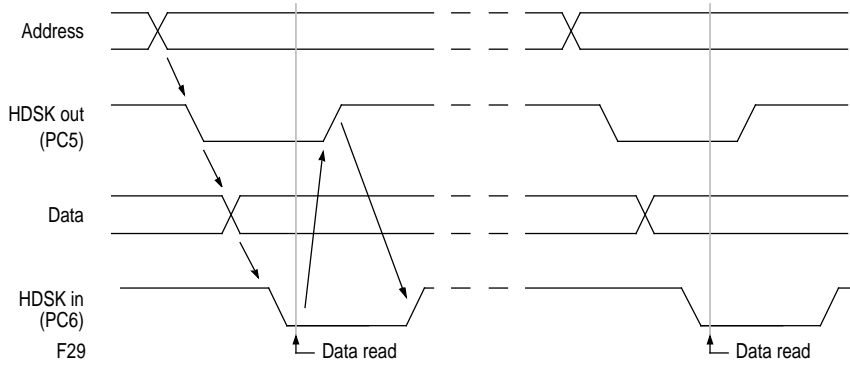 Address
HDSK out
(PC5)
Data
HDSK in
(PC6)
F29
Data read
Data read